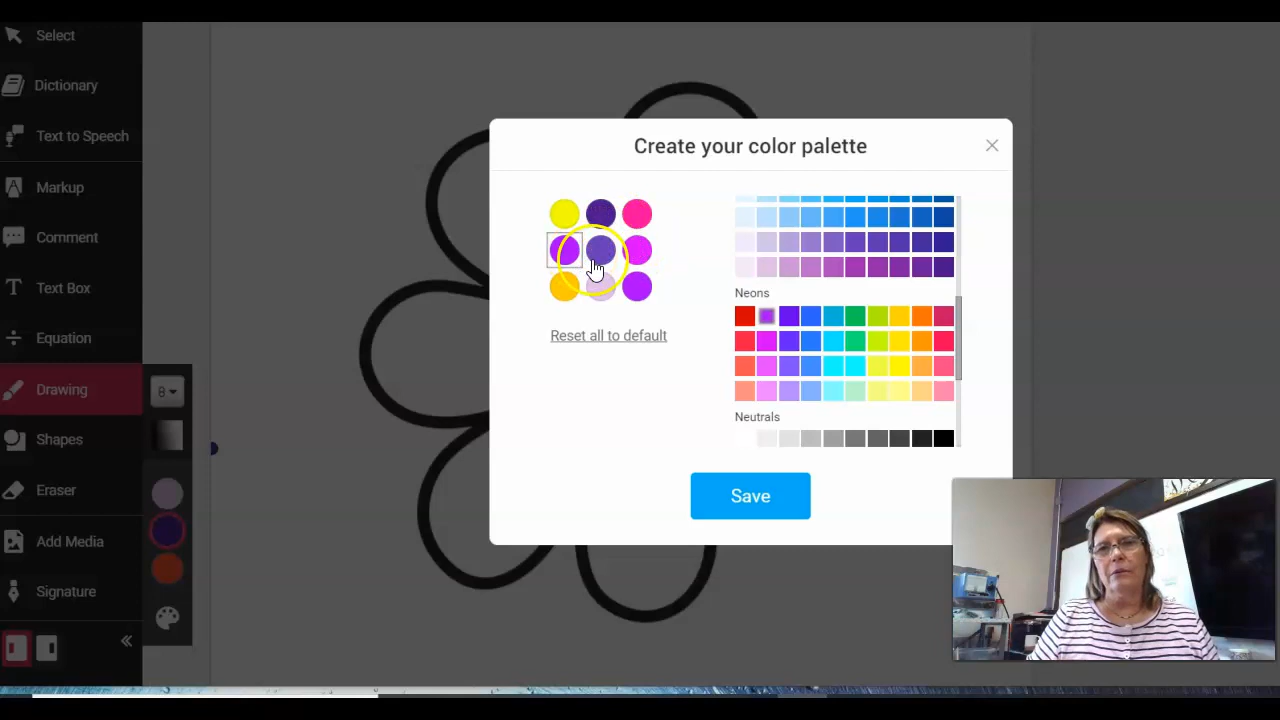 Select
Dictionary
Text to Speech
Markup
Comment
Text Box
Equation
Drawing
8
Shapes
Eraser
Add Media
Signature
Create your color palette
Reset all to default
Neons
Neutrals
Save